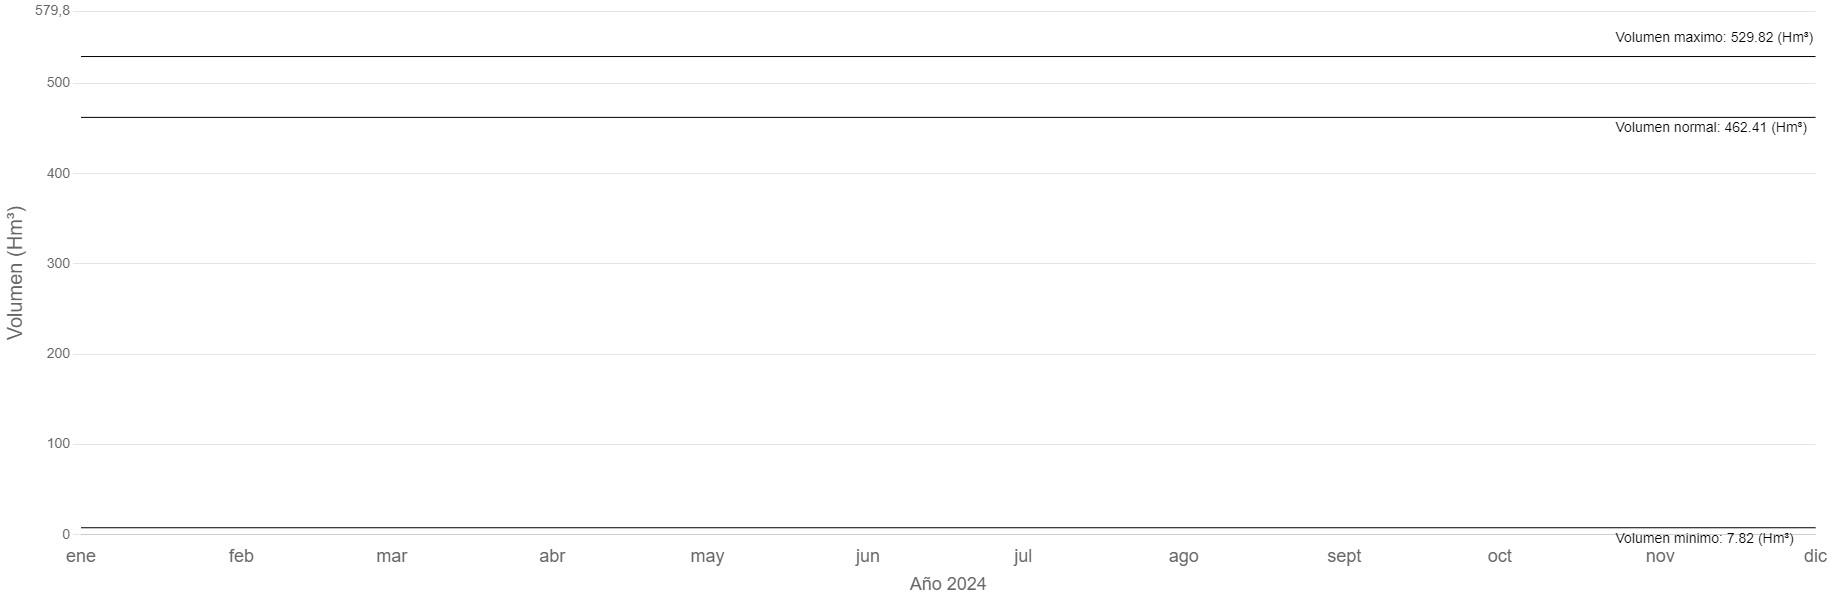 579,8
Volumen maximo: 529.82 (Hm³)
500
Volumen normal: 462.41 (Hm³)
400
300
200
100
0
Volumen (Hm³)
Volumen minimo: 7.82 (Hm³)
ene feb mar abr may jun jul ago sept oct nov dic
Año 2024